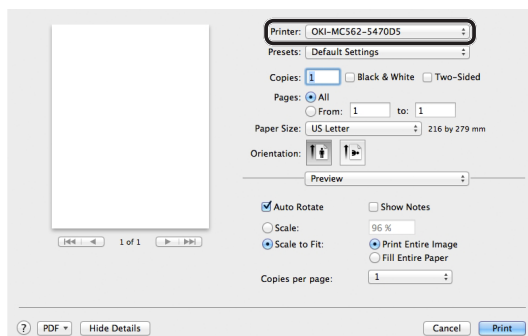 Printer: OKI-MC562-5470D5
Presets: Default Settings
Copies: 1 Black & White Two-Sided
Pages: All
From: 1 to: 1
Paper Size: US Letter 216 by 279 mm
Orientation:
Preview
Auto Rotate Show Notes
Scale: 96 %
Scale to Fit: Print Entire Image
Fill Entire Paper
Copies per page: 1
1 of 1
? PDF Hide Details Cancel Print